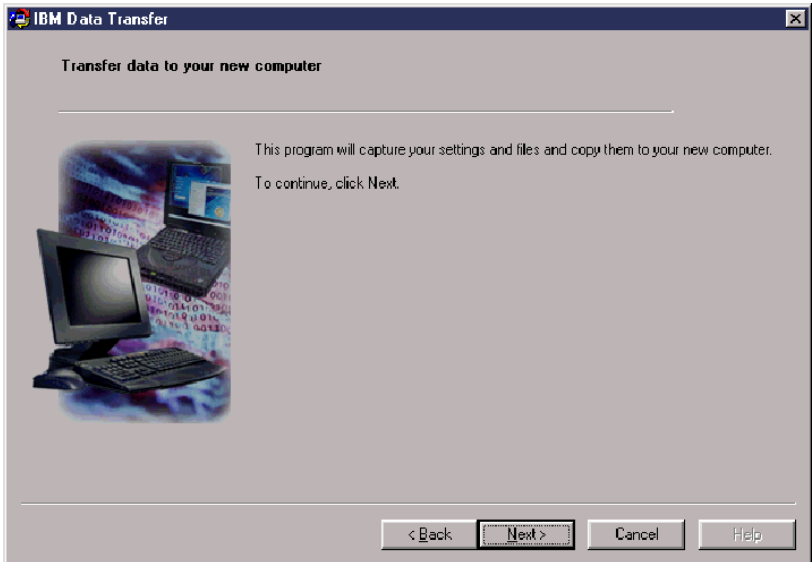 IBM Data Transfer
Transfer data to your new computer
This program will capture your settings and files and copy them to your new computer.
To continue, click Next.
< Back
Next >
Cancel
Help